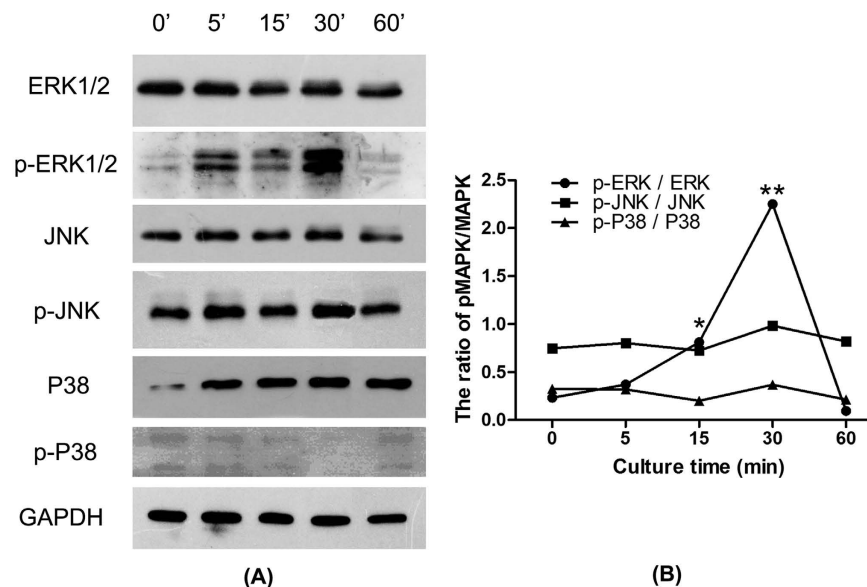 0' 5' 15' 30' 60'
ERK1/2
p-ERK1/2
JNK
p-JNK
P38
p-P38
GAPDH
(A)
p-ERK / ERK
p-JNK / JNK
p-P38 / P38
The ratio of pMAPK/MAPK
2.5
2.0
1.5
1.0
0.5
0.0
*
**
0 5 15 30 60
Culture time (min)
(B)